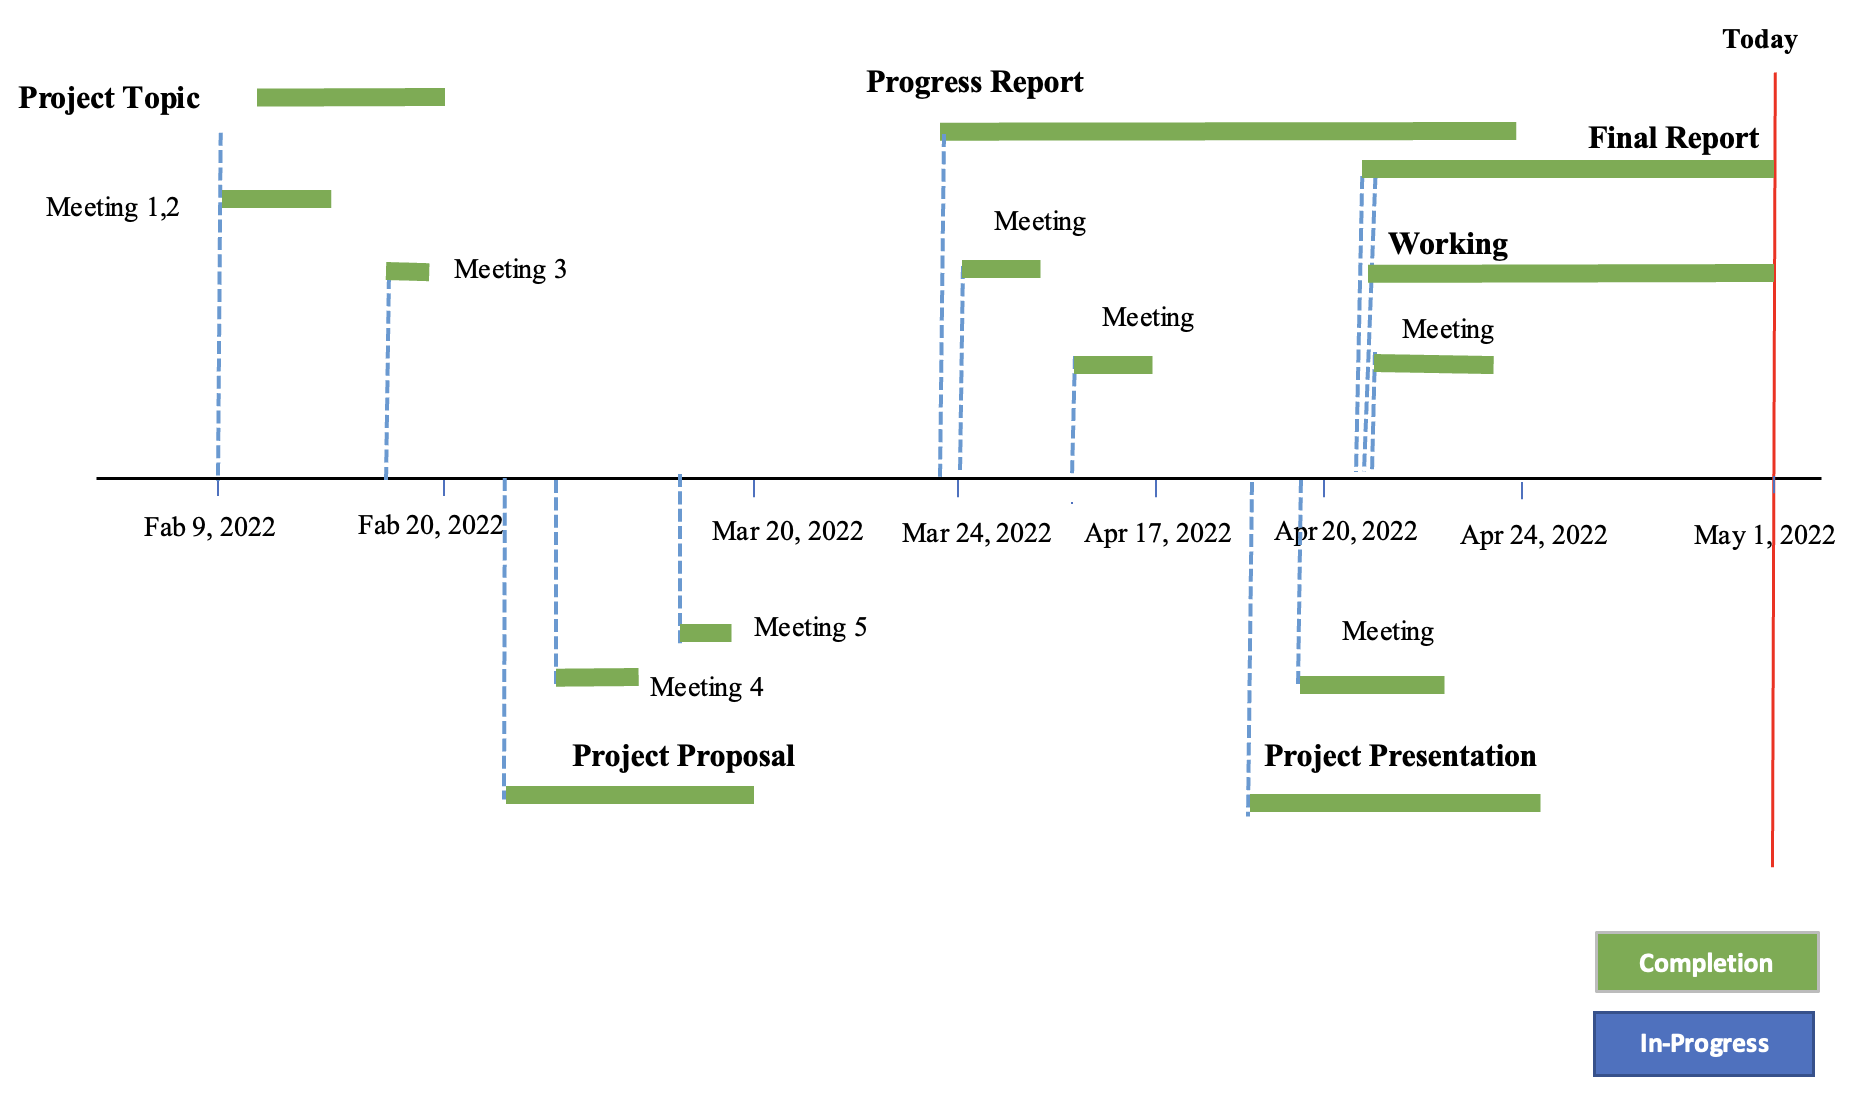 Today
Project Topic
Progress Report
Final Report
Meeting 1,2
Meeting
Working
Meeting 3
Meeting
Meeting
Fab 9, 2022
Fab 20, 2022
Mar 20, 2022
Mar 24, 2022
Apr 17, 2022
Apr 20, 2022
Apr 24, 2022
May 1, 2022
Meeting 5
Meeting
Meeting 4
Project Proposal
Project Presentation
Completion
In-Progress